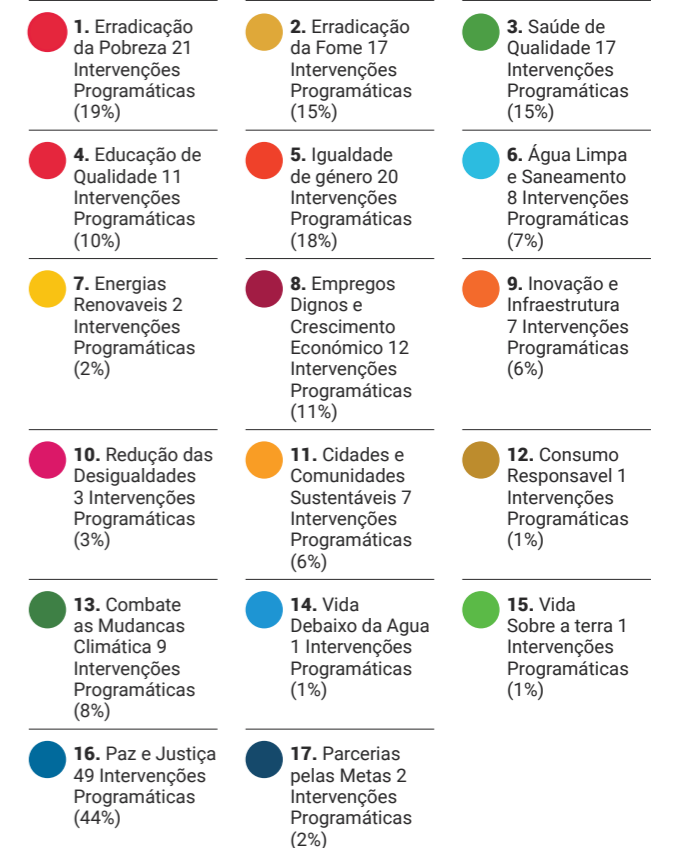 1. Erradicação
da Pobreza 21
Intervenções
Programáticas
(19%)
2. Erradicação
da Fome 17
Intervenções
Programáticas
(15%)
3. Saúde de
Qualidade 17
Intervenções
Programáticas
(15%)
4. Educação de
Qualidade 11
Intervenções
Programáticas
(10%)
5. Igualdade
de género 20
Intervenções
Programáticas
(18%)
6. Água Limpa
e Saneamento
8 Intervenções
Programáticas
(7%)
7. Energias
Renovaveis 2
Intervenções
Programáticas
(2%)
8. Empregos
Dignos e
Crescimento
Económico 12
Intervenções
Programáticas
(11%)
9. Inovação e
Infraestrutura
7 Intervenções
Programáticas
(6%)
10. Redução das
Desigualdades
3 Intervenções
Programáticas
(3%)
11. Cidades e
Comunidades
Sustentáveis 7
Intervenções
Programáticas
(6%)
12. Consumo
Responsavel 1
Intervenções
Programáticas
(1%)
13. Combate
as Mudancas
Climática 9
Intervenções
Programáticas
(8%)
14. Vida
Debaixo da Agua
1 Intervenções
Programáticas
(1%)
15. Vida
Sobre a terra 1
Intervenções
Programáticas
(1%)
16. Paz e Justiça
49 Intervenções
Programáticas
(44%)
17. Parcerias
pelas Metas 2
Intervenções
Programáticas
(2%)